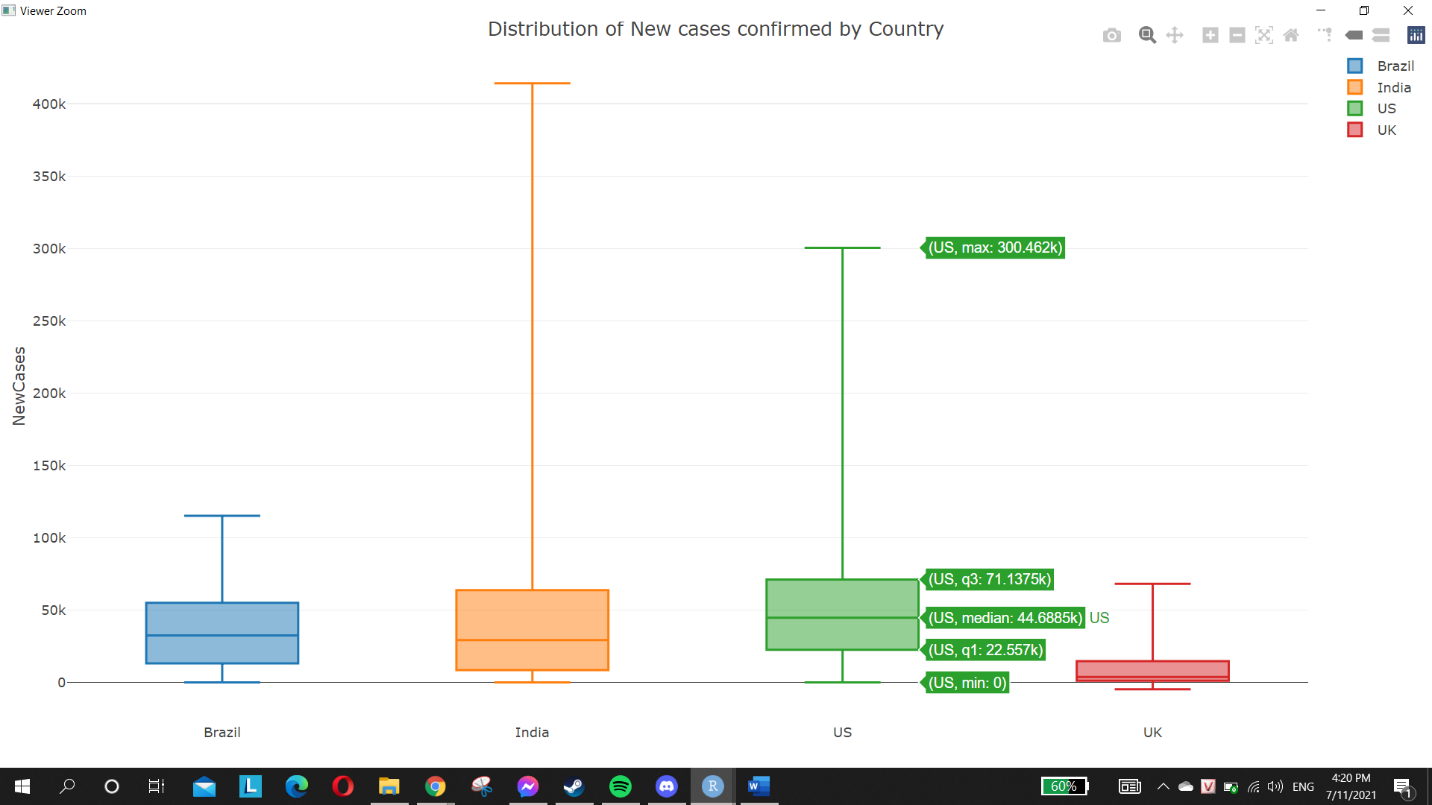 Viewer Zoom
Distribution of New cases confirmed by Country
Brazil
India
US
UK
400k
350k
300k
250k
200k
150k
100k
50k
0
NewCases
(US, max: 300.462k)
(US, q3: 71.1375k)
(US, median: 44.6885k) US
(US, q1: 22.557k)
(US, min: 0)
Brazil India US UK
L R W 60% V ENG 4:20 PM
7/11/2021 1